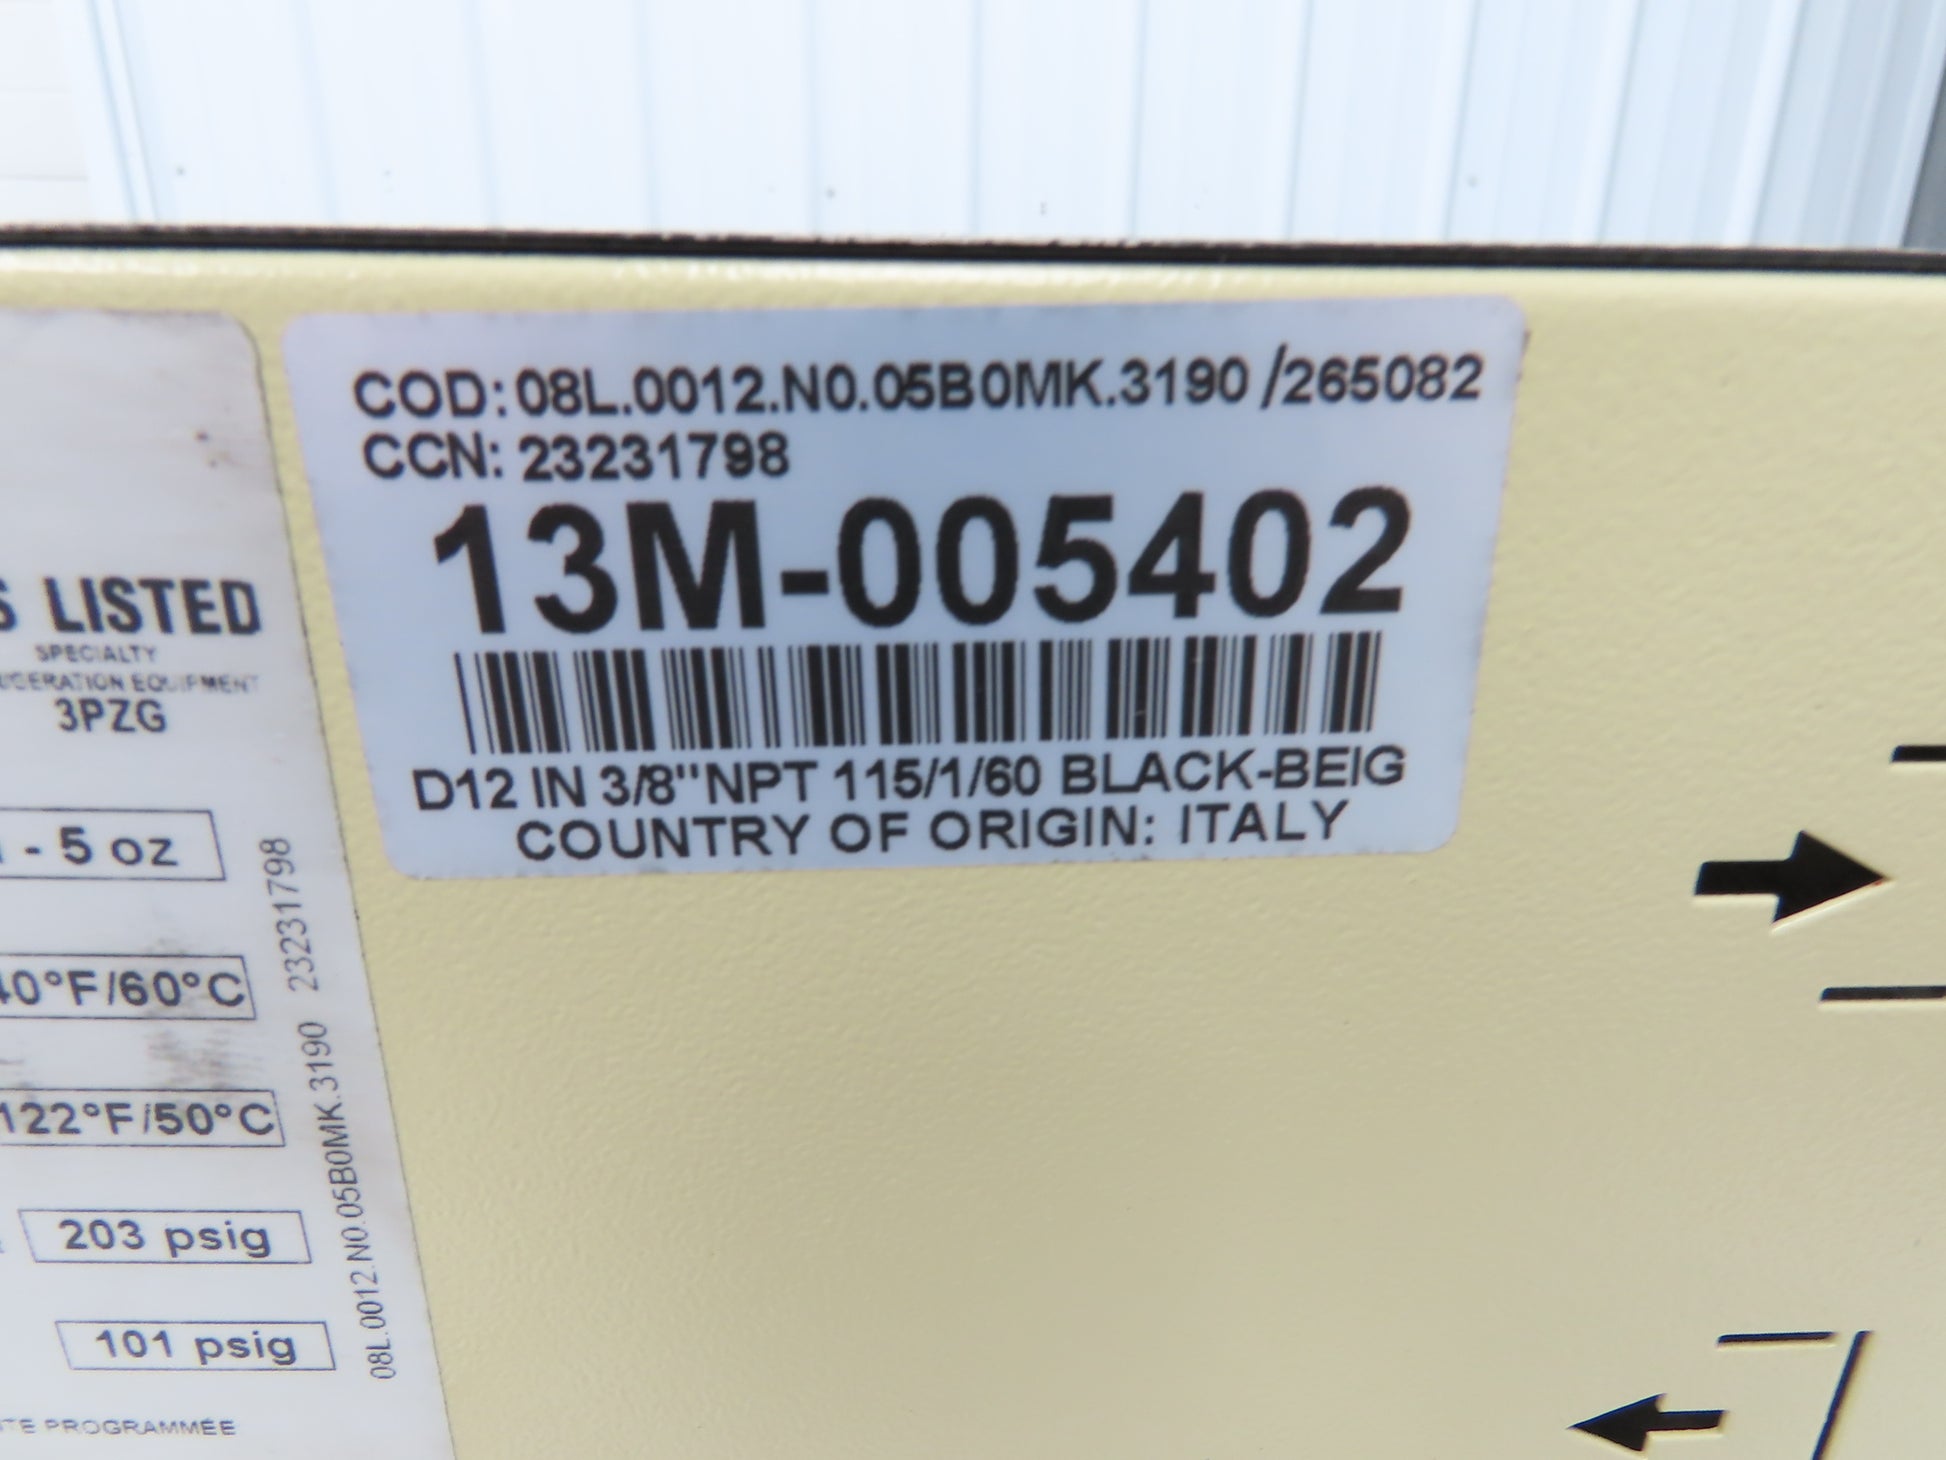 LISTED
SPECIALTY
EQUIPMENT
3PZG
- 5 oz
40°F/60°C
122°F/50°C
203 psig
101 psig
PROGRAMMÉE
08L.0012.N0.05B0MK.3190 23231798
COD: 08L.0012.N0.05B0MK.3190 /265082
CCN: 23231798
13M-005402
D12 IN 3/8"NPT 115/1/60 BLACK-BEIG
COUNTRY OF ORIGIN: ITALY